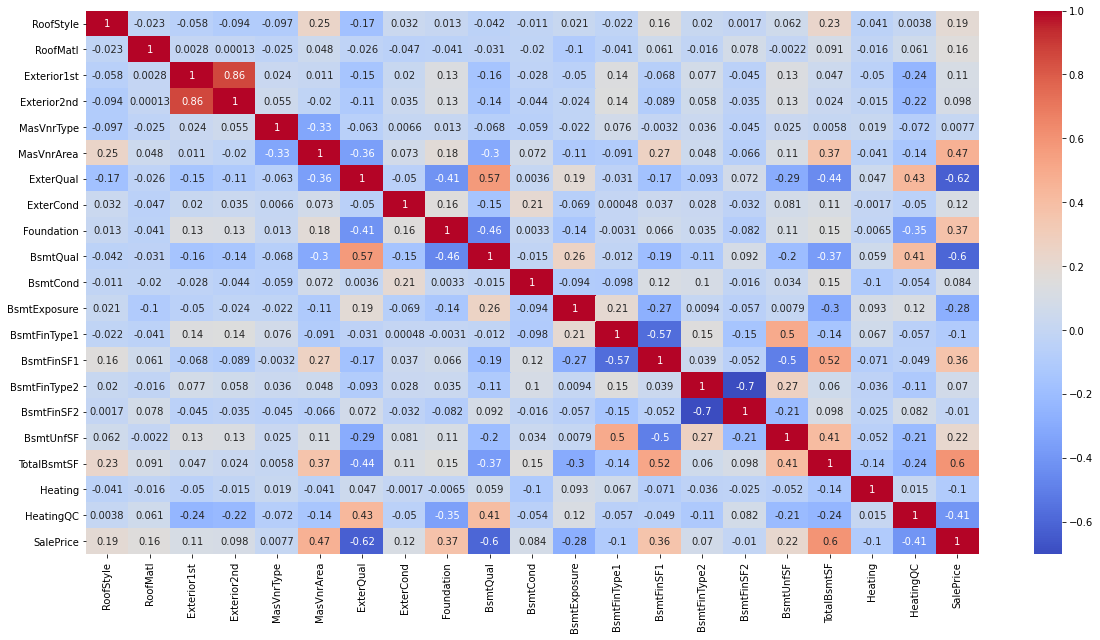 RoofStyle 1 -0.023 -0.058 -0.094 -0.097 0.25 -0.17 0.032 0.013 -0.042 -0.011 0.021 -0.022 0.16 0.02 0.0017 0.062 0.23 -0.041 0.0038 0.19
RoofMatl -0.023 1 0.0028 0.00013 -0.025 0.048 -0.026 -0.047 -0.041 -0.031 -0.02 -0.1 -0.041 0.061 -0.016 0.078 -0.0022 0.091 -0.016 0.061 0.16
Exterior1st -0.058 0.0028 1 0.86 0.024 0.011 -0.15 0.02 0.13 -0.16 -0.028 -0.05 0.14 -0.068 0.077 -0.045 0.13 0.047 -0.05 -0.24 0.11
Exterior2nd -0.094 0.00013 0.86 1 0.055 -0.02 -0.11 0.035 0.13 -0.14 -0.044 -0.024 0.14 -0.089 0.058 -0.035 0.13 0.024 -0.015 -0.22 0.098
MasVnrType -0.097 -0.025 0.024 0.055 1 -0.33 -0.063 0.0066 0.013 -0.068 -0.059 -0.022 0.076 -0.0032 0.036 -0.045 0.025 0.0058 0.019 -0.072 0.0077
MasVnrArea 0.25 0.048 0.011 -0.02 -0.33 1 -0.36 0.073 0.18 -0.3 0.072 -0.11 -0.091 0.27 0.048 -0.066 0.11 0.37 -0.041 -0.14 0.47
ExterQual -0.17 -0.026 -0.15 -0.11 -0.063 -0.36 1 -0.05 -0.41 0.57 0.0036 0.19 -0.031 -0.17 -0.093 0.072 -0.29 -0.44 0.047 0.43 -0.62
ExterCond 0.032 -0.047 0.02 0.035 0.0066 0.073 -0.05 1 0.16 -0.15 0.21 -0.069 0.00048 0.037 0.028 -0.032 0.081 0.11 -0.0017 -0.05 0.12
Foundation 0.013 -0.041 0.13 0.13 0.013 0.18 -0.41 0.16 1 -0.46 0.0033 -0.14 -0.0031 0.066 0.035 -0.082 0.11 0.15 -0.0065 -0.35 0.37
BsmtQual -0.042 -0.031 -0.16 -0.14 -0.068 -0.3 0.57 -0.15 -0.46 1 -0.015 0.26 -0.012 -0.19 -0.11 0.092 -0.2 -0.37 0.059 0.41 -0.6
BsmtCond -0.011 -0.02 -0.028 -0.044 -0.059 0.072 0.0036 0.21 0.0033 -0.015 1 -0.094 -0.098 0.12 0.1 -0.016 0.034 0.15 -0.1 -0.054 0.084
BsmtExposure 0.021 -0.1 -0.05 -0.024 -0.022 -0.11 0.19 -0.069 -0.14 0.26 -0.094 1 0.21 -0.27 0.0094 -0.057 0.0079 -0.3 0.093 0.12 -0.28
BsmtFinType1 -0.022 -0.041 0.14 0.14 0.076 -0.091 -0.031 0.00048 -0.0031 -0.012 -0.098 0.21 1 -0.57 0.15 -0.15 0.5 -0.14 0.067 -0.057 -0.1
BsmtFinSF1 0.16 0.061 -0.068 -0.089 -0.0032 0.27 -0.17 0.037 0.066 -0.19 0.12 -0.27 -0.57 1 0.039 -0.052 -0.5 0.52 -0.071 -0.049 0.36
BsmtFinType2 0.02 -0.016 0.077 0.058 0.036 0.048 -0.093 0.028 0.035 -0.11 0.1 0.0094 0.15 0.039 1 -0.7 0.27 0.06 -0.036 -0.11 0.07
BsmtFinSF2 0.0017 0.078 -0.045 -0.035 -0.045 -0.066 0.072 -0.032 -0.082 0.092 -0.016 -0.057 -0.15 -0.052 -0.7 1 -0.21 0.098 -0.025 0.082 -0.01
BsmtUnfSF 0.062 -0.0022 0.13 0.13 0.025 0.11 -0.29 0.081 0.11 -0.2 0.034 0.0079 0.5 -0.5 0.27 -0.21 1 0.41 -0.052 -0.21 0.22
TotalBsmtSF 0.23 0.091 0.047 0.024 0.0058 0.37 -0.44 0.11 0.15 -0.37 0.15 -0.3 -0.14 0.52 0.06 0.098 0.41 1 -0.14 -0.24 0.6
Heating -0.041 -0.016 -0.05 -0.015 0.019 -0.041 0.047 -0.0017 -0.0065 0.059 -0.1 0.093 0.067 -0.071 -0.036 -0.025 -0.052 -0.14 1 0.015 -0.1
HeatingQC 0.0038 0.061 -0.24 -0.22 -0.072 -0.14 0.43 -0.05 -0.35 0.41 -0.054 0.12 -0.057 -0.049 -0.11 0.082 -0.21 -0.24 0.015 1 -0.41
SalePrice 0.19 0.16 0.11 0.098 0.0077 0.47 -0.62 0.12 0.37 -0.6 0.084 -0.28 -0.1 0.36 0.07 -0.01 0.22 0.6 -0.1 -0.41 1
RoofStyle RoofMatl Exterior1st Exterior2nd MasVnrType MasVnrArea ExterQual ExterCond Foundation BsmtQual BsmtCond BsmtExposure BsmtFinType1 BsmtFinSF1 BsmtFinType2 BsmtFinSF2 BsmtUnfSF TotalBsmtSF Heating HeatingQC SalePrice
1.0
0.8
0.6
0.4
0.2
0.0
−0.2
−0.4
−0.6